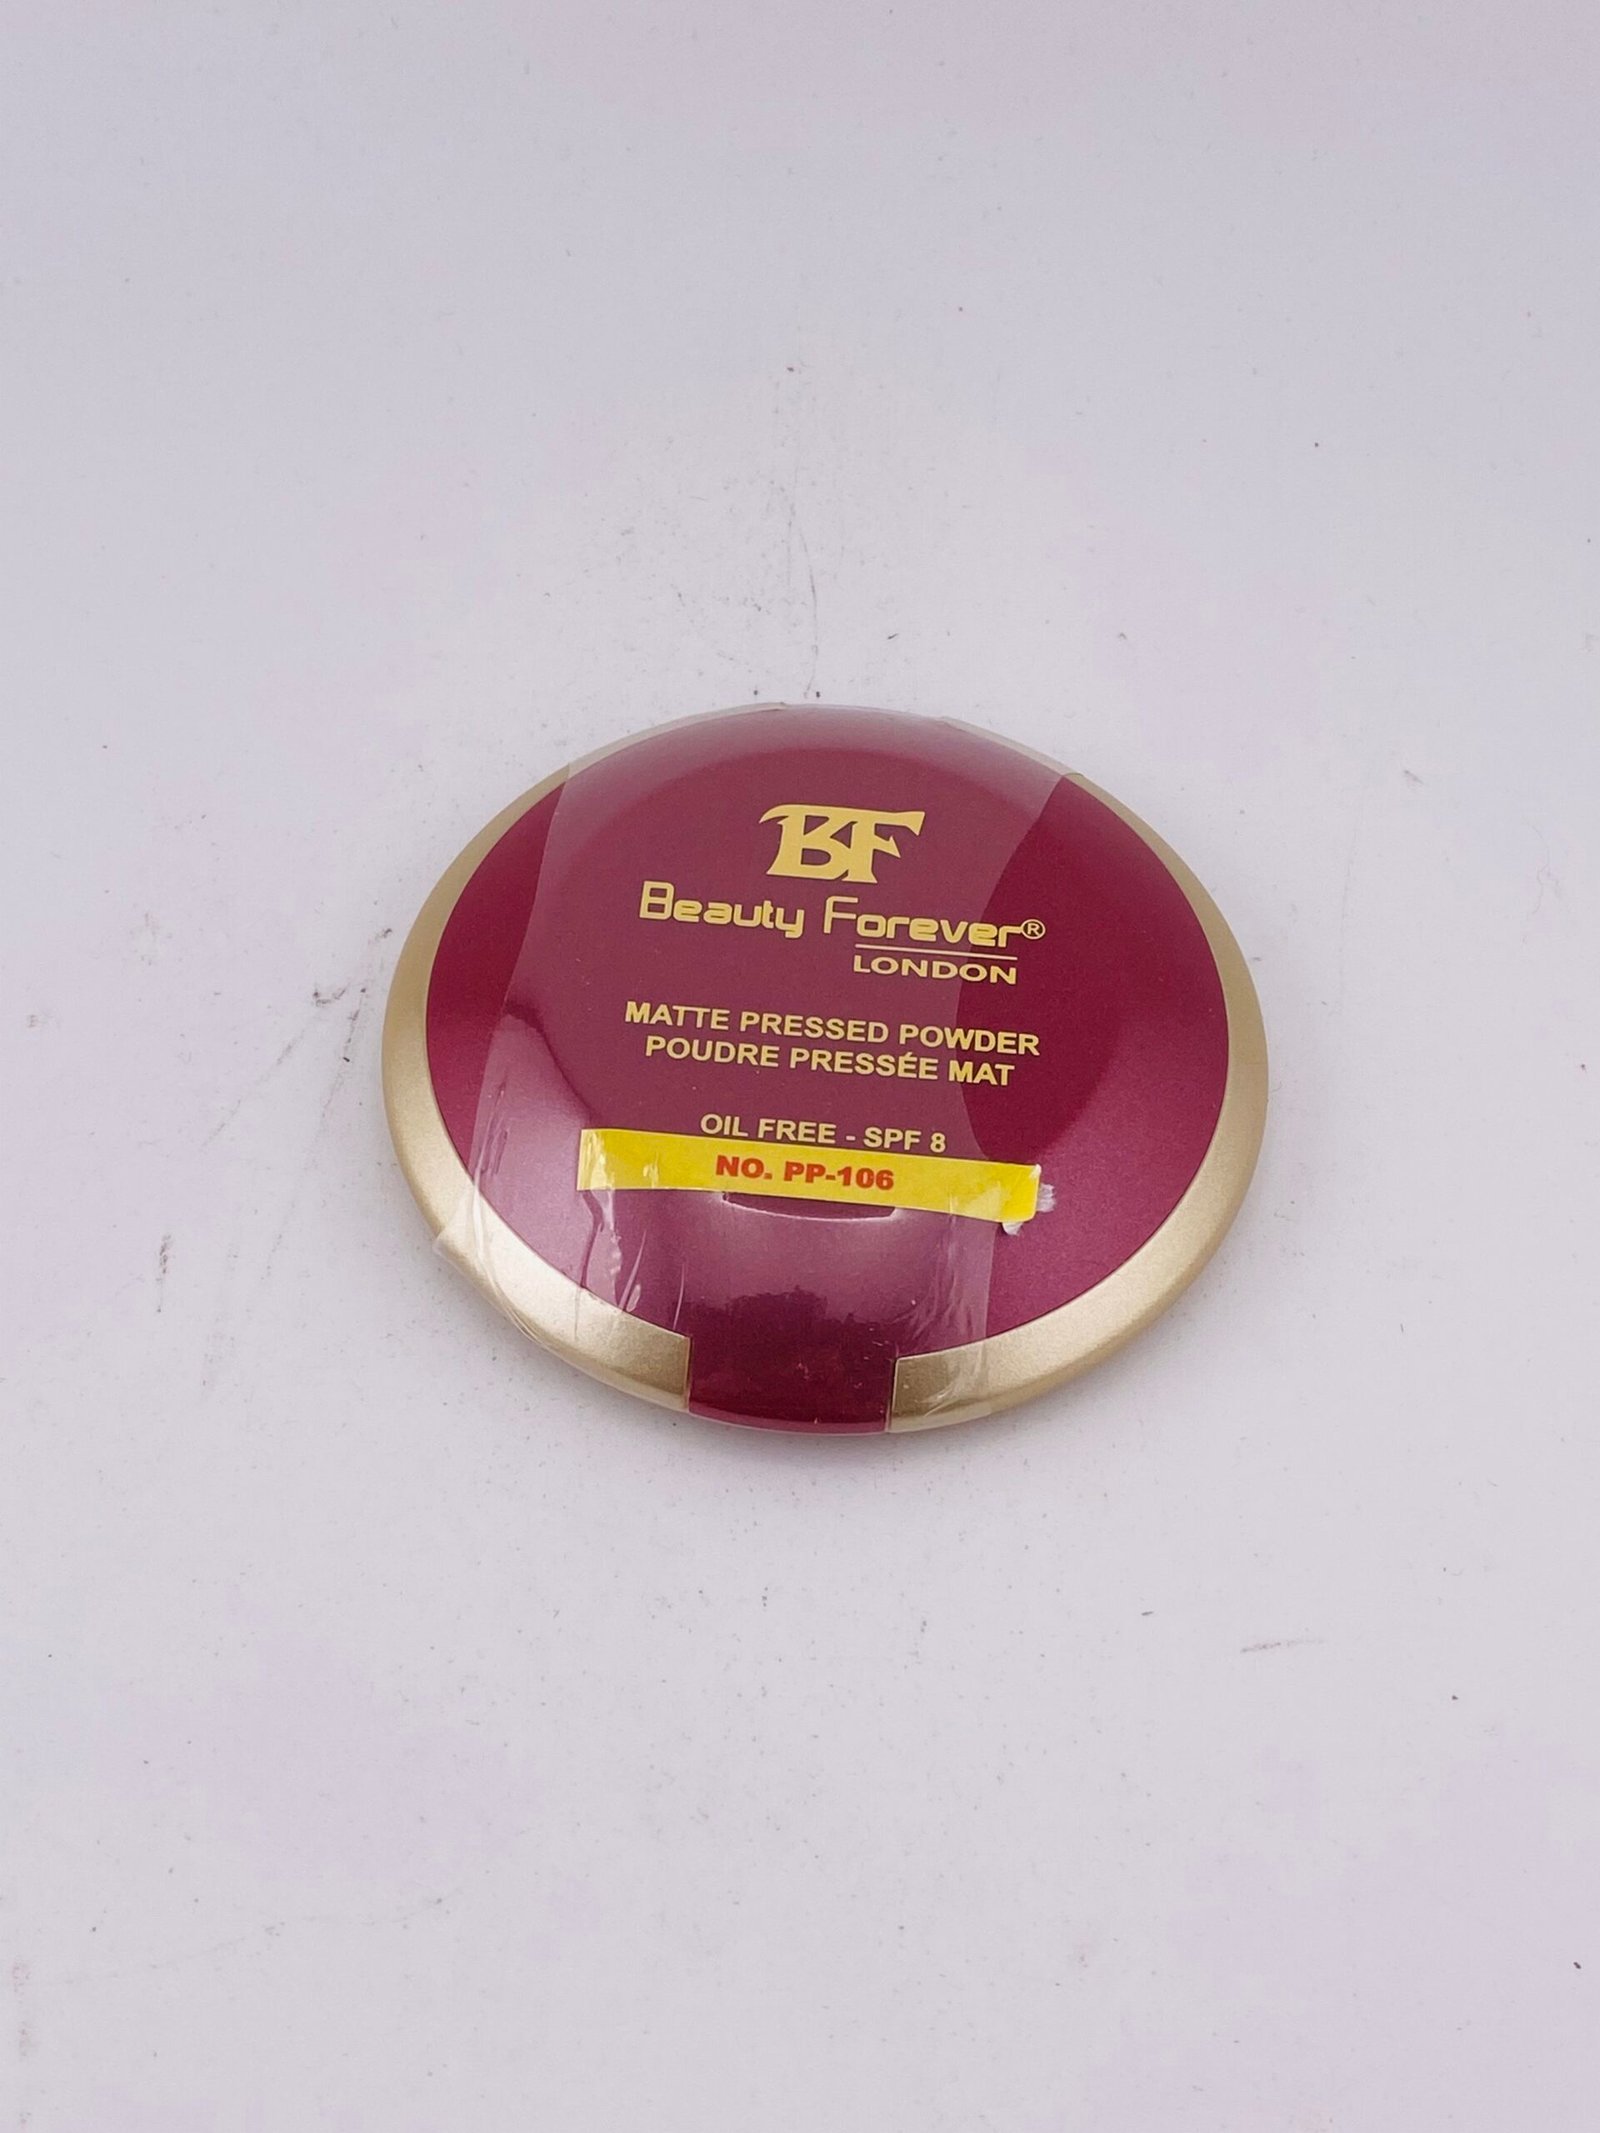 BF
Beauty Forever®
LONDON
MATTE PRESSED POWDER
POUDRE PRESSÉE MAT
OIL FREE - SPF 8
NO. PP-106